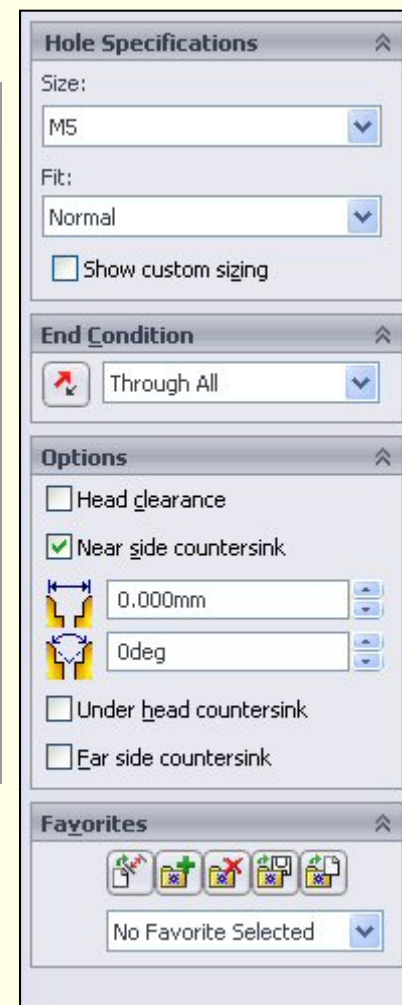 Hole Specifications
Size:
M5
Fit:
Normal
Show custom sizing
End Condition
Through All
Options
Head clearance
Near side countersink
0.000mm
0deg
Under head countersink
Far side countersink
Favorites
No Favorite Selected